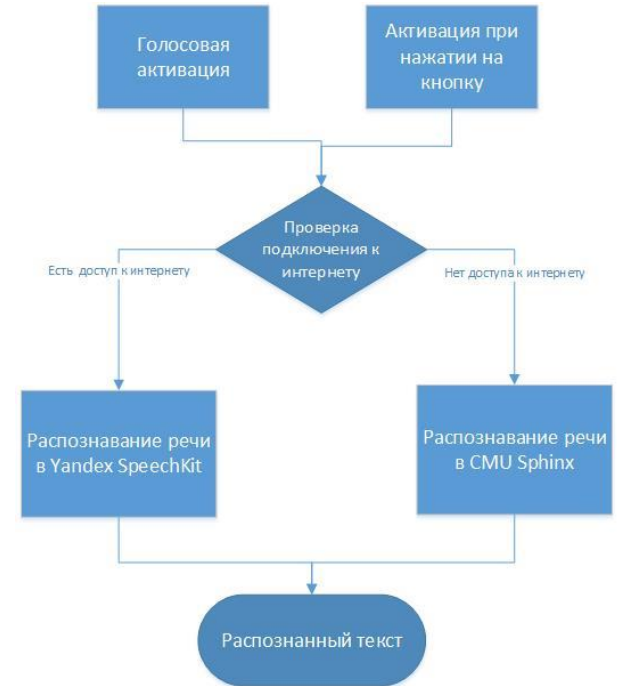 Голосовая
активация
Активация при
нажатии на
кнопку
Проверка
подключения к
интернету
Есть доступ к интернету
Нет доступа к интернету
Распознавание речи
в Yandex SpeechKit
Распознавание речи
в CMU Sphinx
Распознанный текст